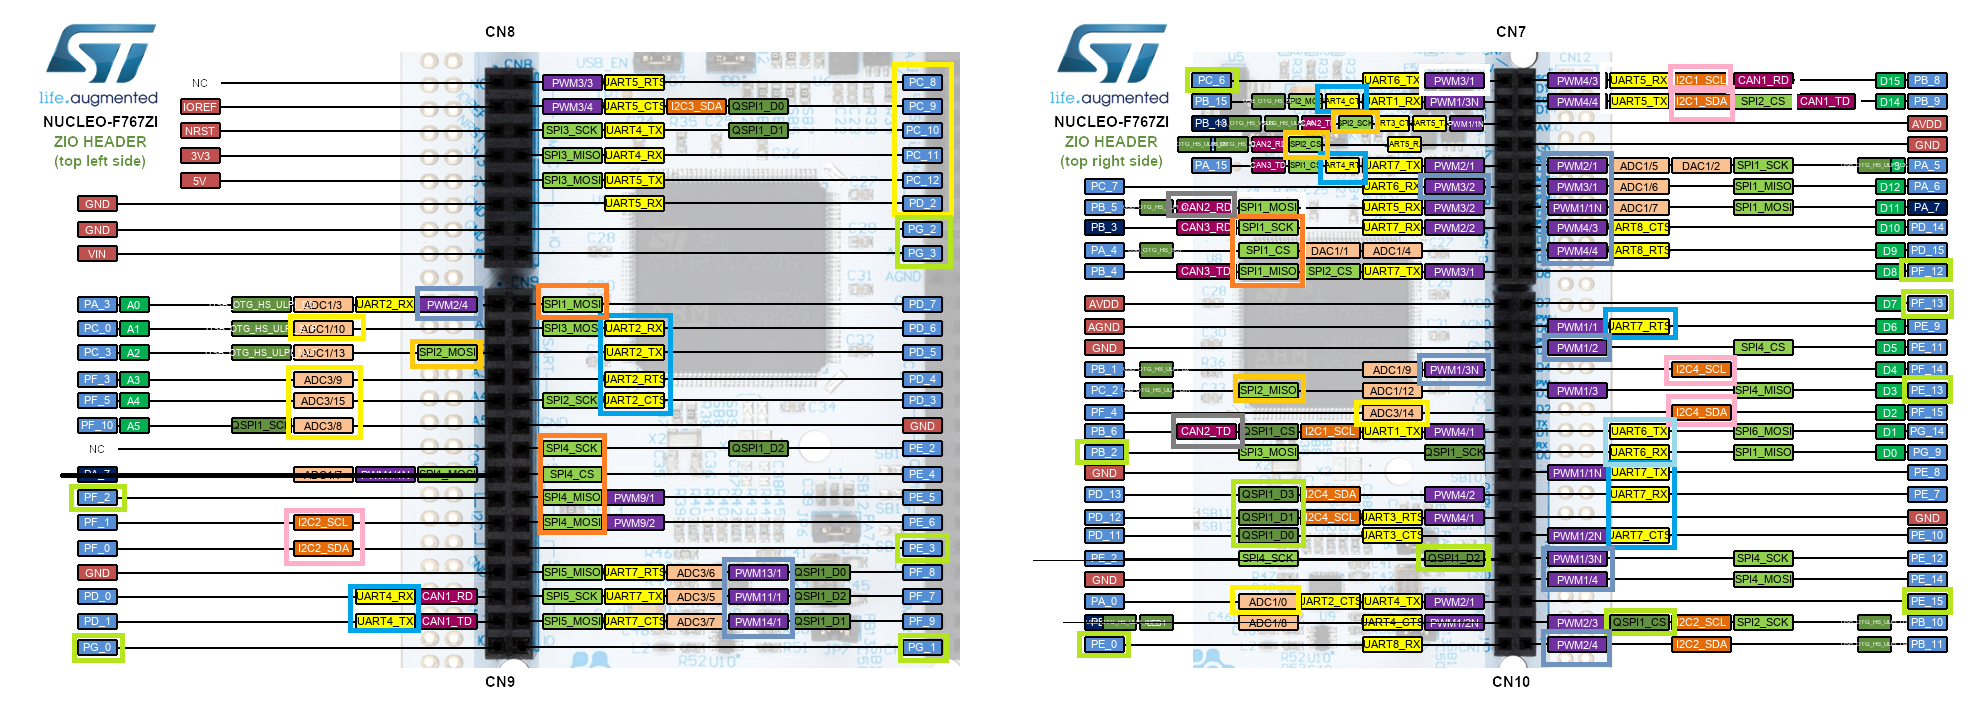 CN8
life.augmented
NUCLEO-F767ZI
ZIO HEADER
(top left side)
NC PWM3/3 UART5_RTS PC_8
IOREF PWM3/4 UART5_CTS I2C3_SDA QSPI1_D0 PC_9
NRST SPI3_SCK UART4_TX QSPI1_D1 PC_10
3V3 SPI3_MISO UART4_RX PC_11
5V SPI3_MOSI UART5_TX PC_12
GND UART5_RX PD_2
GND PG_2
VIN PG_3
PA_3 A0 ADC1/3 UART2_RX PWM2/4 SPI1_MOSI PD_7
PC_0 A1 ADC1/10 SPI3_MOSI UART2_RX PD_6
PC_3 A2 ADC1/13 SPI2_MOSI UART2_TX PD_5
PF_3 A3 ADC3/9 UART2_RTS PD_4
PF_5 A4 ADC3/15 SPI2_SCK UART2_CTS PD_3
PF_10 A5 QSPI1_SCK ADC3/8 GND
NC SPI4_SCK QSPI1_D2 PE_2
PA_7 ADC1/7 PWM1/1N SPI1_MOSI SPI4_CS PE_4
PF_2 SPI4_MISO PWM9/1 PE_5
PF_1 I2C2_SCL SPI4_MOSI PWM9/2 PE_6
PF_0 I2C2_SDA PE_3
GND SPI5_MISO UART7_RTS ADC3/6 PWM13/1 QSPI1_D0 PF_8
PD_0 UART4_RX CAN1_RD SPI5_SCK UART7_TX ADC3/5 PWM11/1 QSPI1_D2 PF_7
PD_1 UART4_TX CAN1_TD SPI5_MOSI UART7_CTS ADC3/7 PWM14/1 QSPI1_D1 PF_9
PG_0 PG_1
CN9
CN7
life.augmented
NUCLEO-F767ZI
ZIO HEADER
(top right side)
PC_6 UART6_TX PWM3/1 PWM4/3 UART5_RX I2C1_SCL CAN1_RD D15 PB_8
PB_15 UART1_RX PWM1/3N PWM4/4 UART5_TX I2C1_SDA SPI2_CS CAN1_TD D14 PB_9
SPI2_SCK PWM1/1N AVDD
CAN2_RD SPI2_CS GND
PA_15 CAN3_TD UART7_TX PWM2/1 PWM2/1 ADC1/5 DAC1/2 SPI1_SCK PA_5
PC_7 UART6_RX PWM3/2 PWM3/1 ADC1/6 SPI1_MISO D12 PA_6
PB_5 CAN2_RD SPI1_MOSI UART5_RX PWM3/2 PWM1/1N ADC1/7 SPI1_MOSI D11 PA_7
PB_3 CAN3_RD SPI1_SCK UART7_RX PWM2/2 PWM4/3 UART8_CTS D10 PD_14
PA_4 SPI1_CS DAC1/1 ADC1/4 PWM4/4 UART8_RTS D9 PD_15
PB_4 CAN3_TD SPI1_MISO SPI2_CS UART7_TX PWM3/1 D8 PF_12
AVDD D7 PF_13
AGND PWM1/1 UART7_RTS D6 PE_9
GND PWM1/2 SPI4_CS D5 PE_11
PB_1 ADC1/9 PWM1/3N I2C4_SCL D4 PF_14
PC_2 SPI2_MISO ADC1/12 PWM1/3 SPI4_MISO D3 PE_13
PF_4 ADC3/14 I2C4_SDA D2 PF_15
PB_6 CAN2_TD QSPI1_CS I2C1_SCL UART1_TX PWM4/1 UART6_TX SPI6_MOSI D1 PG_14
PB_2 SPI3_MOSI QSPI1_SCK UART6_RX SPI1_MISO D0 PG_9
GND PWM1/1N UART7_TX PE_8
PD_13 QSPI1_D3 I2C4_SDA PWM4/2 UART7_RX PE_7
PD_12 QSPI1_D1 I2C4_SCL UART3_RTS PWM4/1 GND
PD_11 QSPI1_D0 UART3_CTS PWM1/2N UART7_CTS PE_10
PE_2 SPI4_SCK QSPI1_D2 PWM1/3N SPI4_SCK PE_12
GND PWM1/4 SPI4_MOSI PE_14
PA_0 ADC1/0 UART2_CTS UART4_TX PWM2/1 PE_15
ADC1/8 UART4_CTS PWM1/2N PWM2/3 QSPI1_CS I2C2_SCL SPI2_SCK PB_10
PE_0 UART8_RX PWM2/4 I2C2_SDA PB_11
CN10